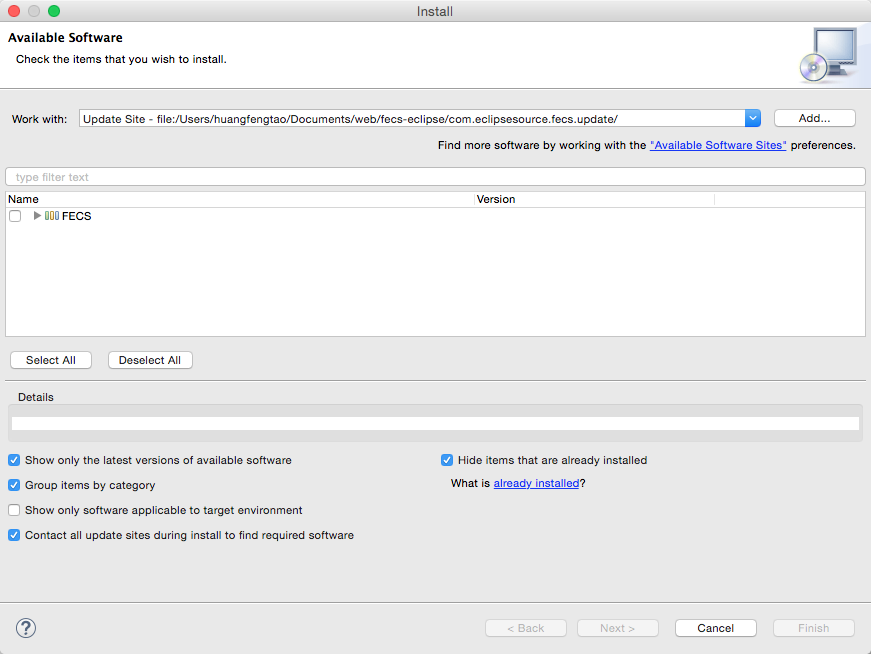 Install
Available Software
Check the items that you wish to install.
Work with: Update Site - file:/Users/huangfengtao/Documents/web/fecs-eclipse/com.eclipsesource.fecs.update/ Add...
Find more software by working with the "Available Software Sites" preferences.
type filter text
Name Version
FECS
Select All Deselect All
Details
Show only the latest versions of available software Hide items that are already installed
Group items by category What is already installed?
Show only software applicable to target environment
Contact all update sites during install to find required software
? < Back Next > Cancel Finish